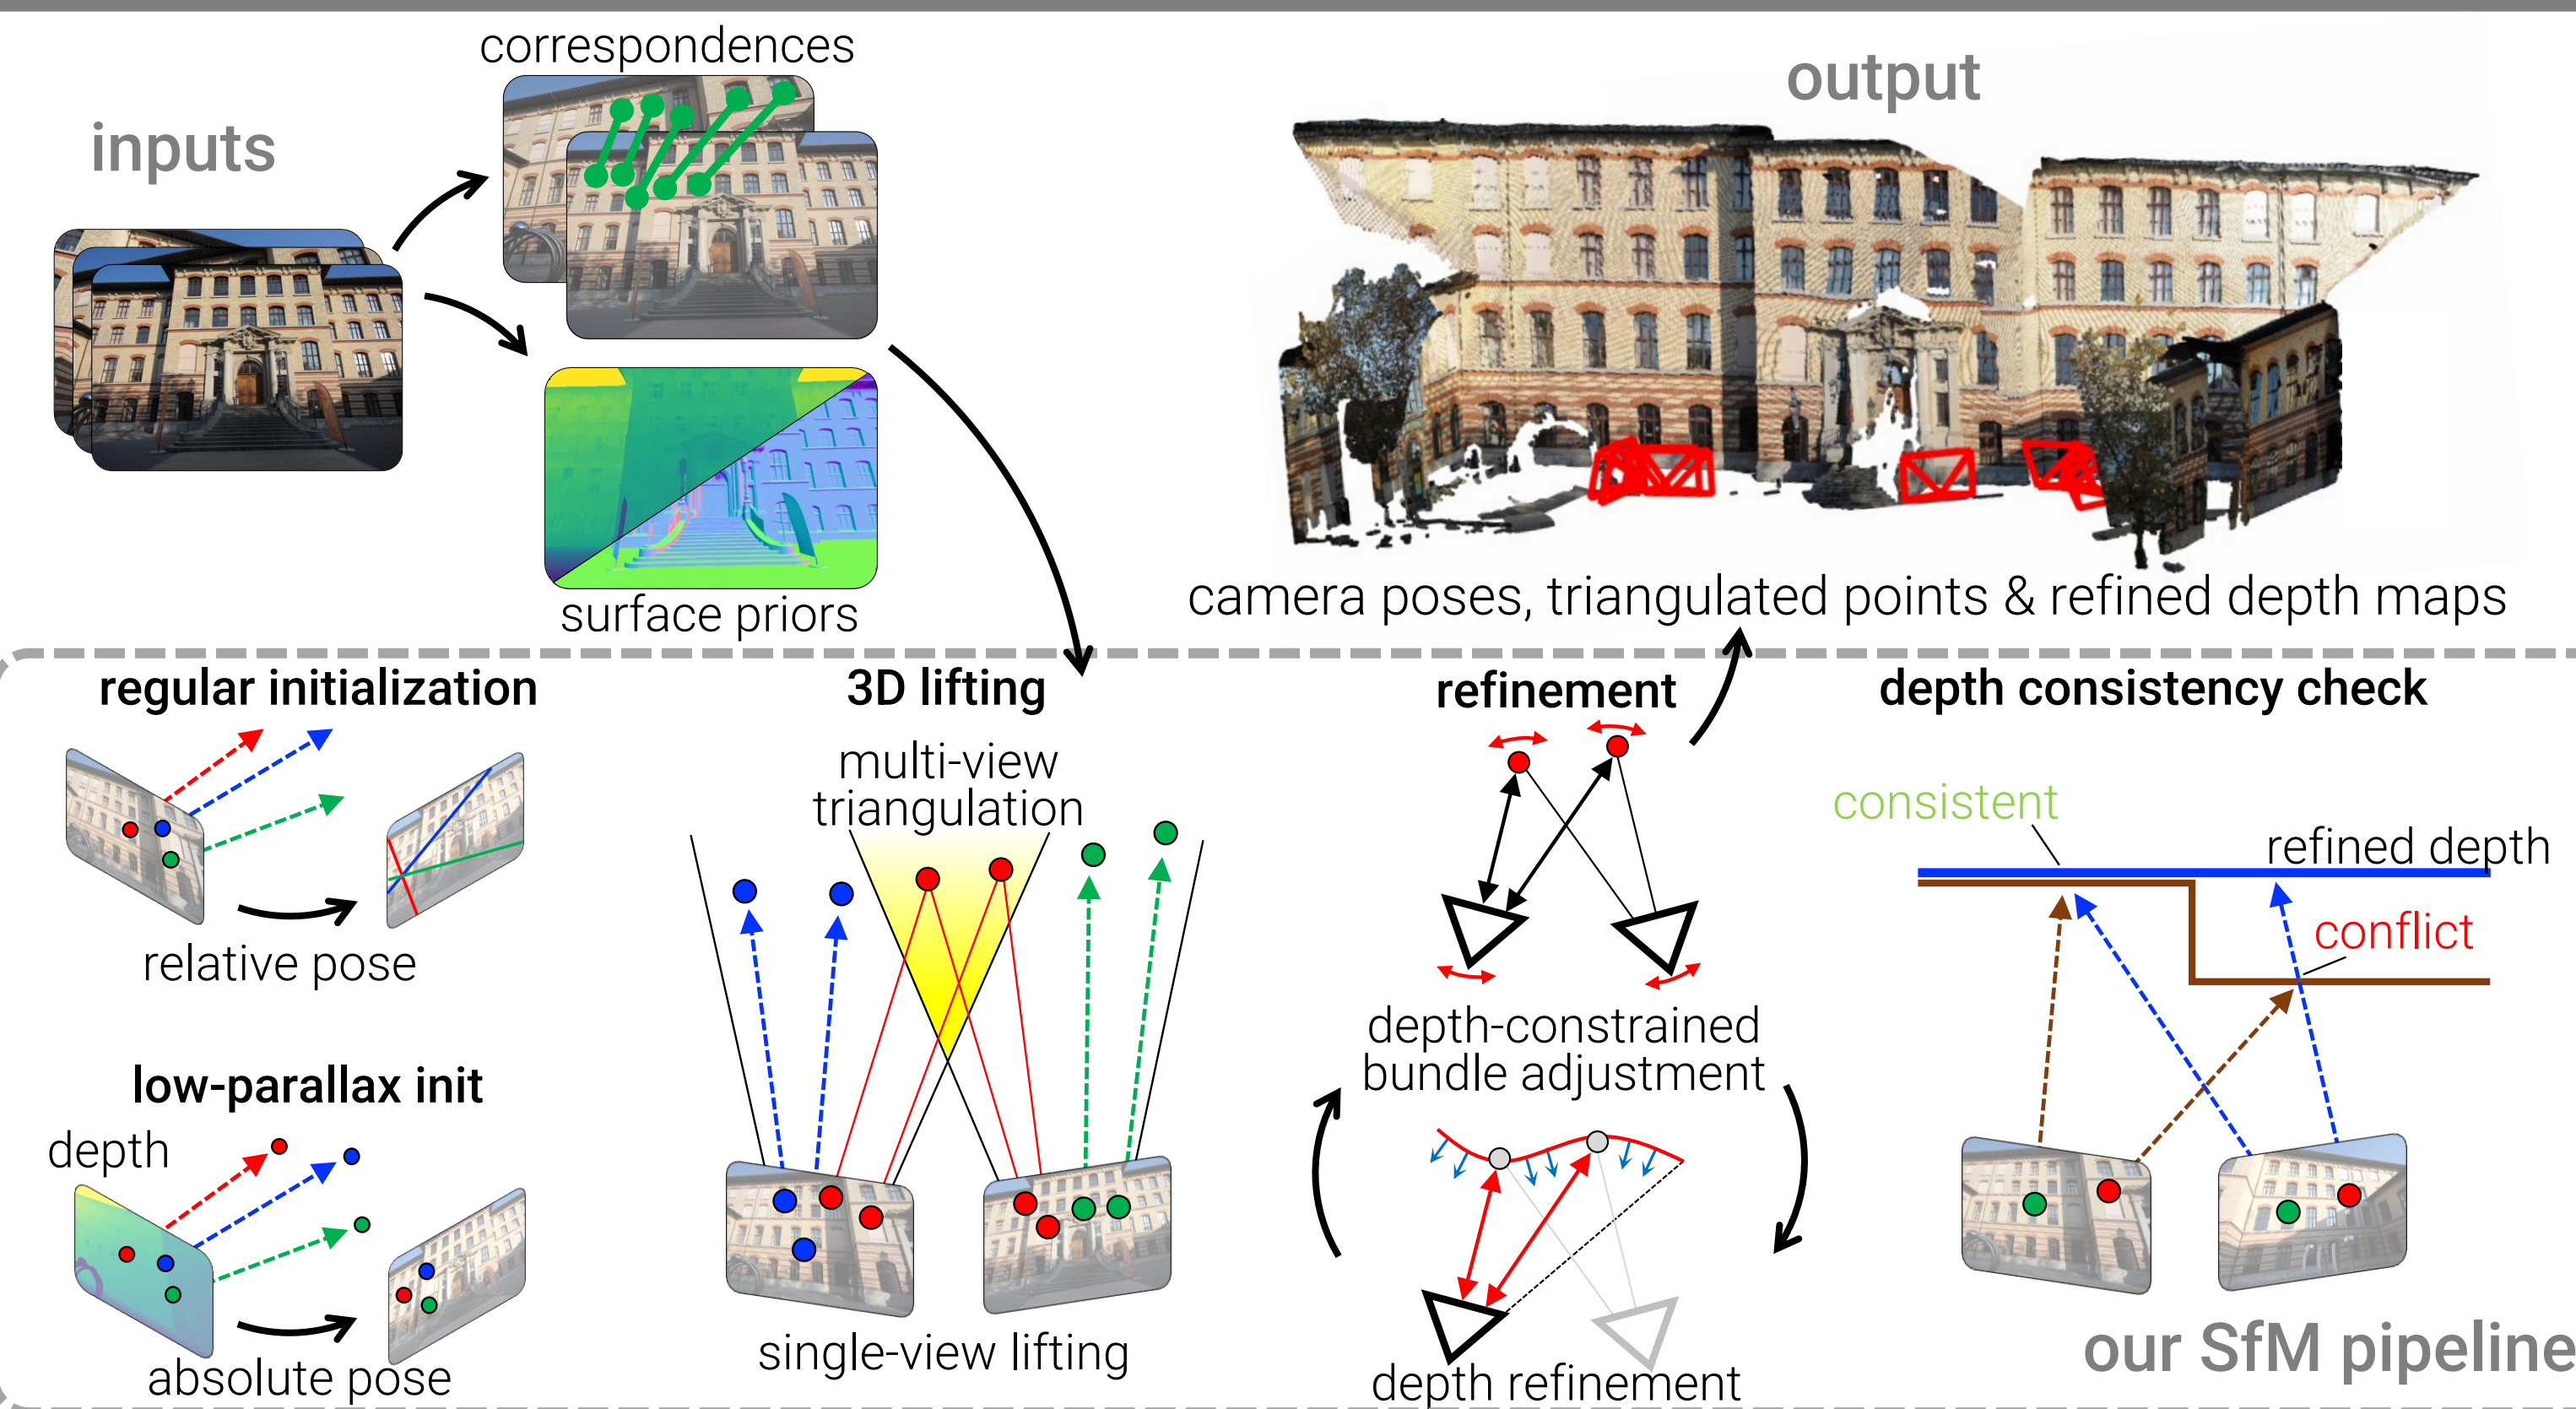 inputs
correspondences
surface priors
output
camera poses, triangulated points & refined depth maps
regular initialization
relative pose
low-parallax init
depth
absolute pose
3D lifting
multi-view
triangulation
single-view lifting
refinement
depth-constrained
bundle adjustment
depth refinement
depth consistency check
consistent
refined depth
conflict
our SfM pipeline